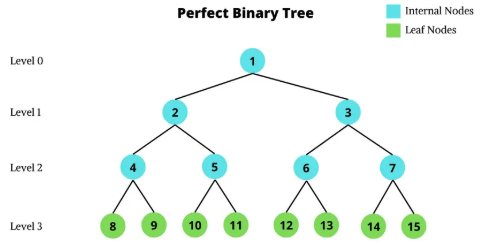 Perfect Binary Tree
Internal Nodes
Leaf Nodes
Level 0
1
Level 1
2 3
Level 2
4 5 6 7
Level 3
8 9 10 11 12 13 14 15